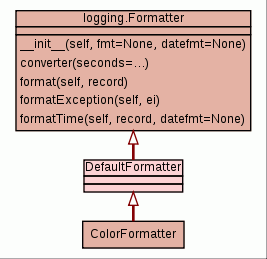 logging.Formatter
__init__(self, fmt=None, datefmt=None)
converter(seconds=...)
format(self, record)
formatException(self, ei)
formatTime(self, record, datefmt=None)
DefaultFormatter
ColorFormatter